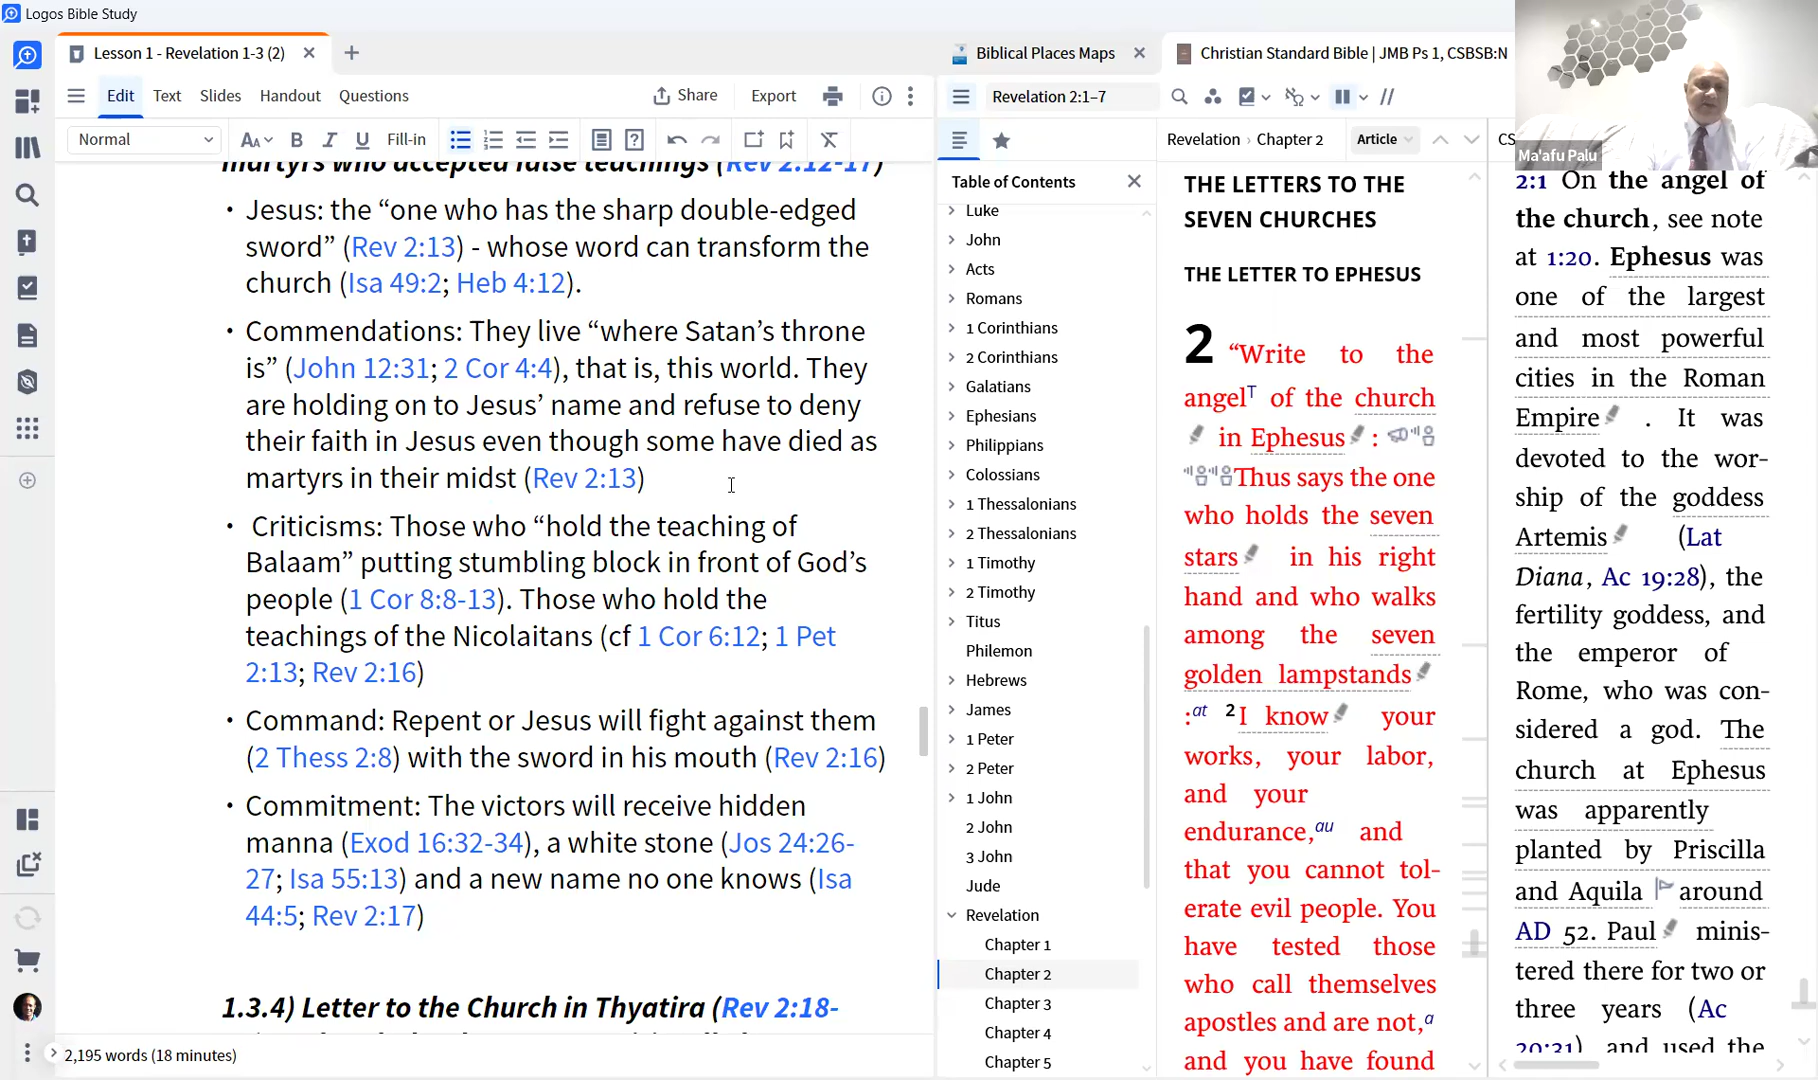 Logos Bible Study
Lesson 1 - Revelation 1-3 (2)
Biblical Places Maps
Christian Standard Bible | JMB Ps 1, CSBSB:N
Edit Text Slides Handout Questions
Share Export
Revelation 2:1–7
Normal
Fill-in
martyrs who accepted false teachings (Rev 2:12-17)
• Jesus: the “one who has the sharp double-edged
sword” (Rev 2:13) - whose word can transform the
church (Isa 49:2; Heb 4:12).
• Commendations: They live “where Satan’s throne
is” (John 12:31; 2 Cor 4:4), that is, this world. They
are holding on to Jesus’ name and refuse to deny
their faith in Jesus even though some have died as
martyrs in their midst (Rev 2:13)
• Criticisms: Those who “hold the teaching of
Balaam” putting stumbling block in front of God’s
people (1 Cor 8:8-13). Those who hold the
teachings of the Nicolaitans (cf 1 Cor 6:12; 1 Pet
2:13; Rev 2:16)
• Command: Repent or Jesus will fight against them
(2 Thess 2:8) with the sword in his mouth (Rev 2:16)
• Commitment: The victors will receive hidden
manna (Exod 16:32-34), a white stone (Jos 24:26-
27; Isa 55:13) and a new name no one knows (Isa
44:5; Rev 2:17)
1.3.4) Letter to the Church in Thyatira (Rev 2:18-
2,195 words (18 minutes)
Table of Contents
Luke
John
Acts
Romans
1 Corinthians
2 Corinthians
Galatians
Ephesians
Philippians
Colossians
1 Thessalonians
2 Thessalonians
1 Timothy
2 Timothy
Titus
Philemon
Hebrews
James
1 Peter
2 Peter
1 John
2 John
3 John
Jude
Revelation
Chapter 1
Chapter 2
Chapter 3
Chapter 4
Chapter 5
Revelation › Chapter 2
Article
THE LETTERS TO THE
SEVEN CHURCHES
THE LETTER TO EPHESUS
2 “Write to the
angelT of the church
in Ephesus :
Thus says the one
who holds the seven
stars in his right
hand and who walks
among the seven
golden lampstands
:at 2I know your
works, your labor,
and your
endurance,au and
that you cannot tol-
erate evil people. You
have tested those
who call themselves
apostles and are not,a
and you have found
CS
Ma'afu Palu
2:1 On the angel of
the church, see note
at 1:20. Ephesus was
one of the largest
and most powerful
cities in the Roman
Empire . It was
devoted to the wor-
ship of the goddess
Artemis (Lat
Diana, Ac 19:28), the
fertility goddess, and
the emperor of
Rome, who was con-
sidered a god. The
church at Ephesus
was apparently
planted by Priscilla
and Aquila around
AD 52. Paul minis-
tered there for two or
three years (Ac
20:31), and used the